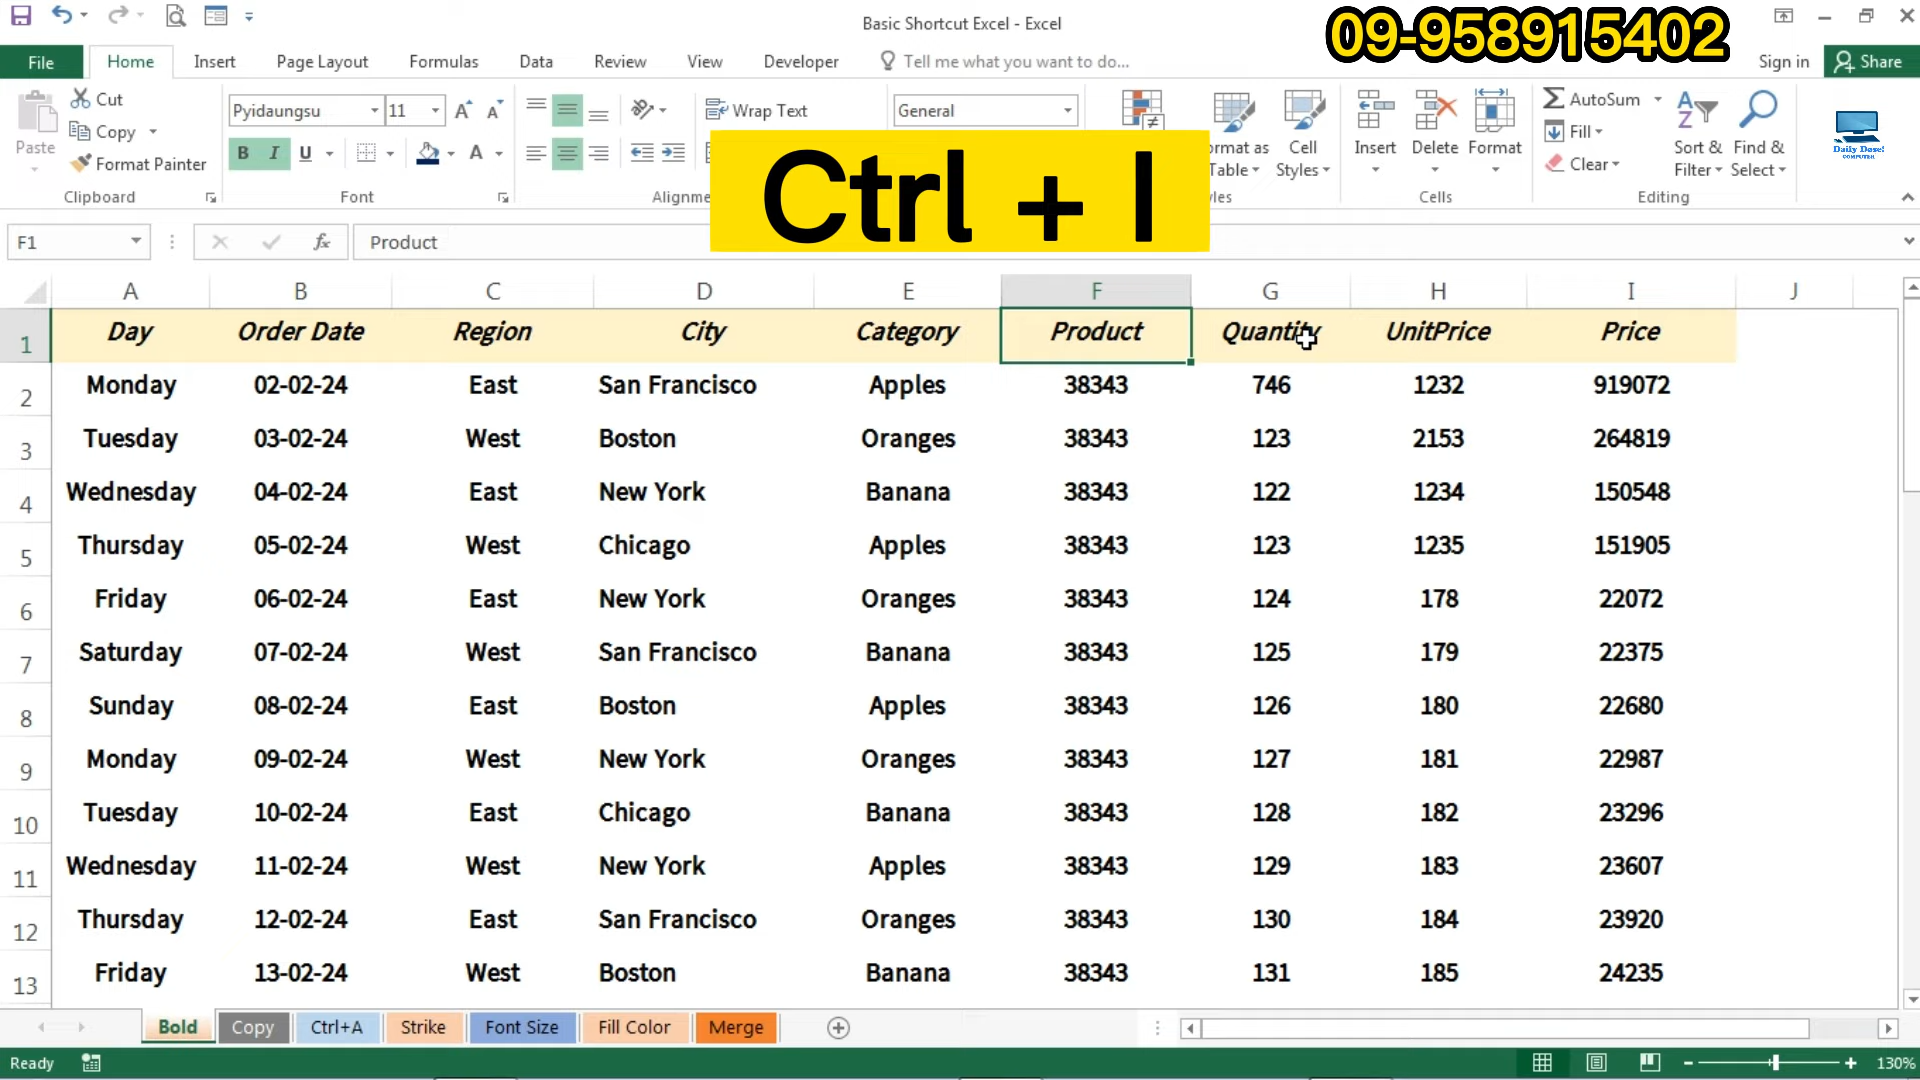 Basic Shortcut Excel - Excel
09-958915402
File Home Insert Page Layout Formulas Data Review View Developer Tell me what you want to do... Sign in Share
Paste Cut Copy Format Painter Clipboard
Pyidaungsu 11 B I U Font
Wrap Text Alignm
General
ormat as Table Cell Styles les
Insert Delete Format Cells
AutoSum Fill Clear Sort & Filter Find & Select Editing
Daily Dose! COMPUTER
Ctrl + I
F1 fx Product
A B C D E F G H I J
1 Day Order Date Region City Category Product Quantity UnitPrice Price
2 Monday 02-02-24 East San Francisco Apples 38343 746 1232 919072
3 Tuesday 03-02-24 West Boston Oranges 38343 123 2153 264819
4 Wednesday 04-02-24 East New York Banana 38343 122 1234 150548
5 Thursday 05-02-24 West Chicago Apples 38343 123 1235 151905
6 Friday 06-02-24 East New York Oranges 38343 124 178 22072
7 Saturday 07-02-24 West San Francisco Banana 38343 125 179 22375
8 Sunday 08-02-24 East Boston Apples 38343 126 180 22680
9 Monday 09-02-24 West New York Oranges 38343 127 181 22987
10 Tuesday 10-02-24 East Chicago Banana 38343 128 182 23296
11 Wednesday 11-02-24 West New York Apples 38343 129 183 23607
12 Thursday 12-02-24 East San Francisco Oranges 38343 130 184 23920
13 Friday 13-02-24 West Boston Banana 38343 131 185 24235
Bold Copy Ctrl+A Strike Font Size Fill Color Merge
Ready 130%